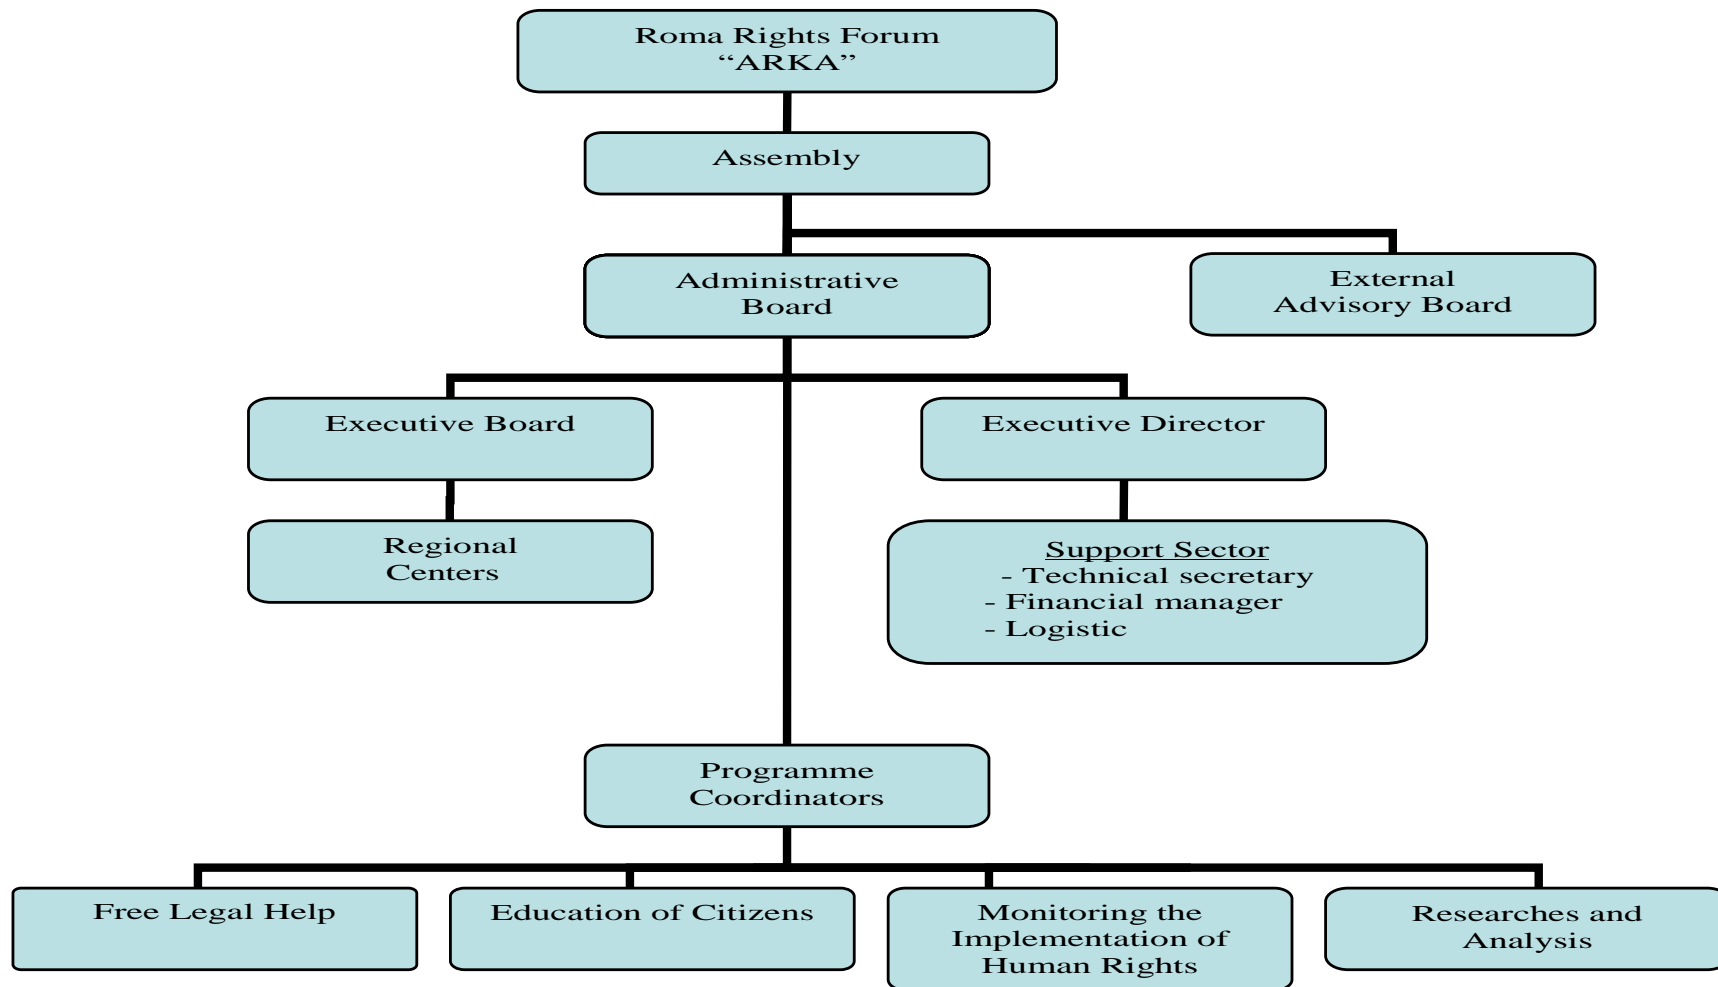 Roma Rights Forum
“ARKA”
Assembly
Administrative
Board
External
Advisory Board
Executive Board
Executive Director
Regional
Centers
Support Sector
- Technical secretary
- Financial manager
- Logistic
Programme
Coordinators
Free Legal Help
Education of Citizens
Monitoring the
Implementation of
Human Rights
Researches and
Analysis